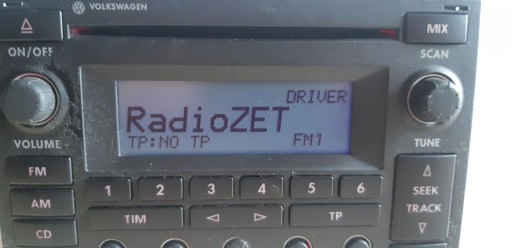 VOLKSWAGEN
MIX
ON/OFF
SCAN
DRIVER
RadioZET
TP:NO TP FM1
VOLUME
TUNE
FM
1 2 3 4 5 6
SEEK
AM
TRACK
TIM
TP
CD